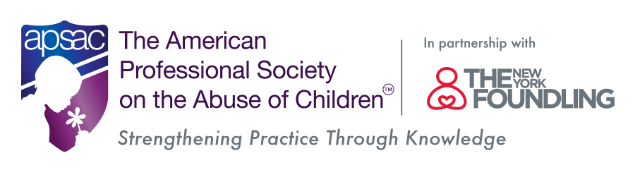 apsac
The American
Professional Society
on the Abuse of Children™
Strengthening Practice Through Knowledge
In partnership with
THE NEW YORK
FOUNDLING